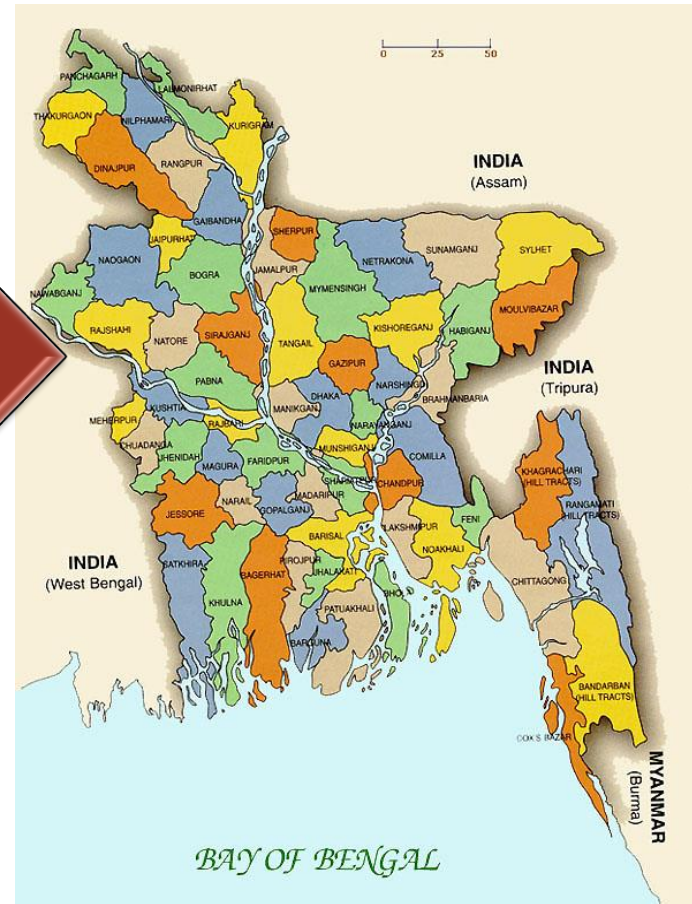 0 25 50
PANCHAGARH
LALMONIRHAT
THAKURGAON
NILPHAMARI
KURIGRAM
DINAJPUR
RANGPUR
INDIA
(Assam)
GAIBANDHA
SHERPUR
JAIPURHAT
NAOGAON
BOGRA
JAMALPUR
NETRAKONA
SUNAMGANJ
SYLHET
MYMENSINGH
NAWABGANJ
RAJSHAHI
NATORE
SIRAJGANJ
TANGAIL
KISHOREGANJ
HABIGANJ
MOULVIBAZAR
GAZIPUR
INDIA
(Tripura)
PABNA
DHAKA
NARSHINGDI
BRAHMANBARIA
KUSHTIA
MANIKGANJ
MEHERPUR
RAJBARI
NARAYANGANJ
CHUADANGA
JHENIDAH
MAGURA
FARIDPUR
MUNSHIGANJ
COMILLA
KHAGRACHARI
(HILL TRACTS)
CHANDPUR
JESSORE
NARAIL
GOPALGANJ
MADARIPUR
RANGAMATI
(HILL TRACTS)
LAKSHMIPUR
FENI
BARISAL
NOAKHALI
INDIA
(West Bengal)
SATKHIRA
KHULNA
BAGERHAT
PIROJPUR
JHALAKATI
CHITTAGONG
BHOLA
PATUAKHALI
BARGUNA
BANDARBAN
(HILL TRACTS)
COX'S BAZAR
MYANMAR
(Burma)
BAY OF BENGAL